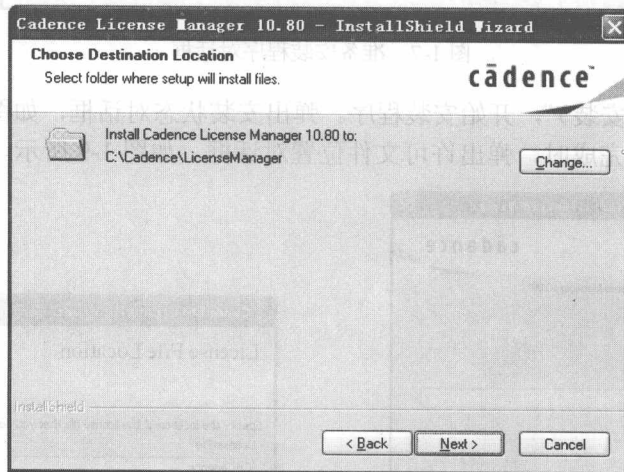 Cadence License Manager 10.80 - InstallShield Wizard
Choose Destination Location
Select folder where setup will install files.
cādence™
Install Cadence License Manager 10.80 to:
C:\Cadence\LicenseManager
Change...
License File Location
InstallShield
< Back
Next >
Cancel